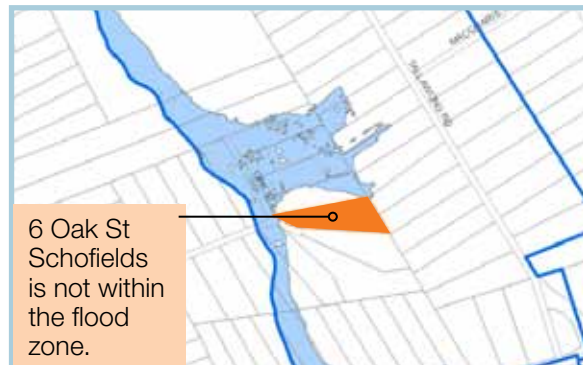 6 Oak St
Schofields
is not within
the flood
zone.